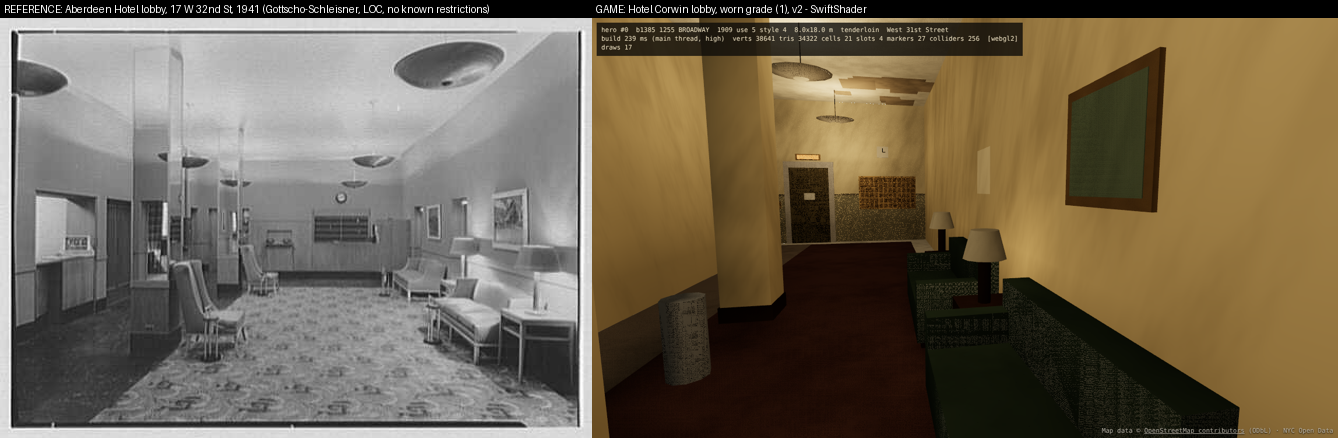 REFERENCE: Aberdeen Hotel lobby, 17 W 32nd St, 1941 (Gottscho-Schleisner, LOC, no known restrictions)
GAME: Hotel Corwin lobby, worn grade (1), v2 - SwiftShader
hero #0 b1385 1255 BROADWAY 1909 use 5 style 4 8.0x18.0 m tenderloin West 31st Street
build 239 ms (main thread, high) verts 38641 tris 34322 cells 21 slots 4 markers 27 colliders 256 [webgl2]
draws 17
L
Map data © OpenStreetMap contributors (ODbL) · NYC Open Data